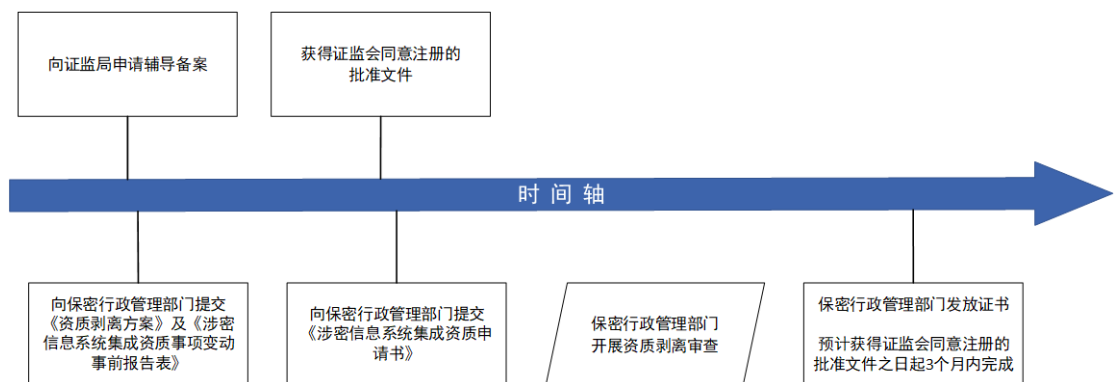 向证监局申请辅导备案
获得证监会同意注册的
批准文件
时间轴
向保密行政管理部门提交
《资质剥离方案》及《涉密
信息系统集成资质事项变动
事前报告表》
向保密行政管理部门提交
《涉密信息系统集成资质申
请书》
保密行政管理部门
开展资质剥离审查
保密行政管理部门发放证书
预计获得证监会同意注册的
批准文件之日起3个月内完成